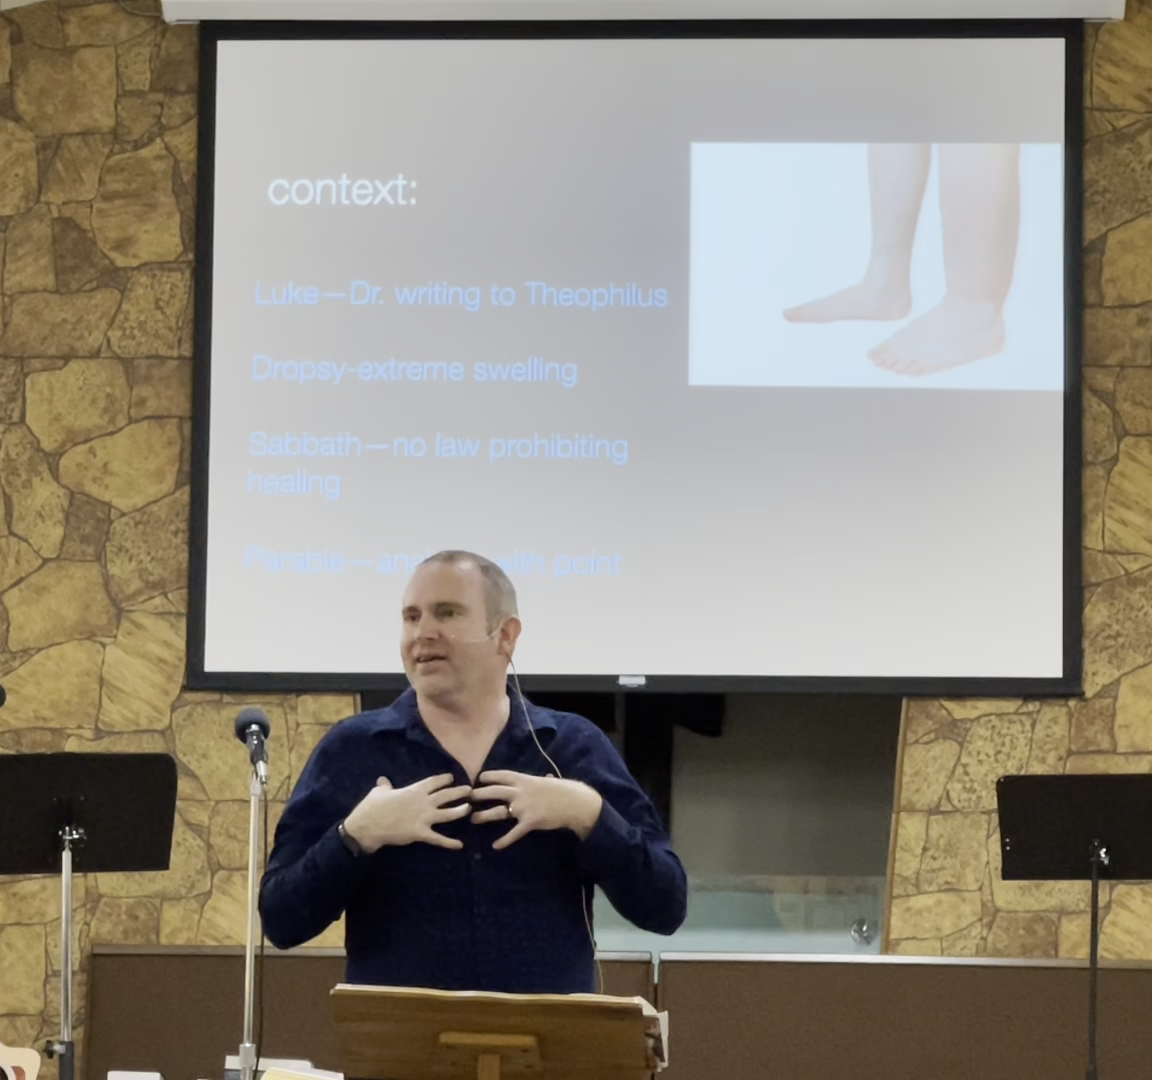 context:
Luke—Dr. writing to Theophilus
Dropsy-extreme swelling
Sabbath—no law prohibiting
healing
Parable— with point